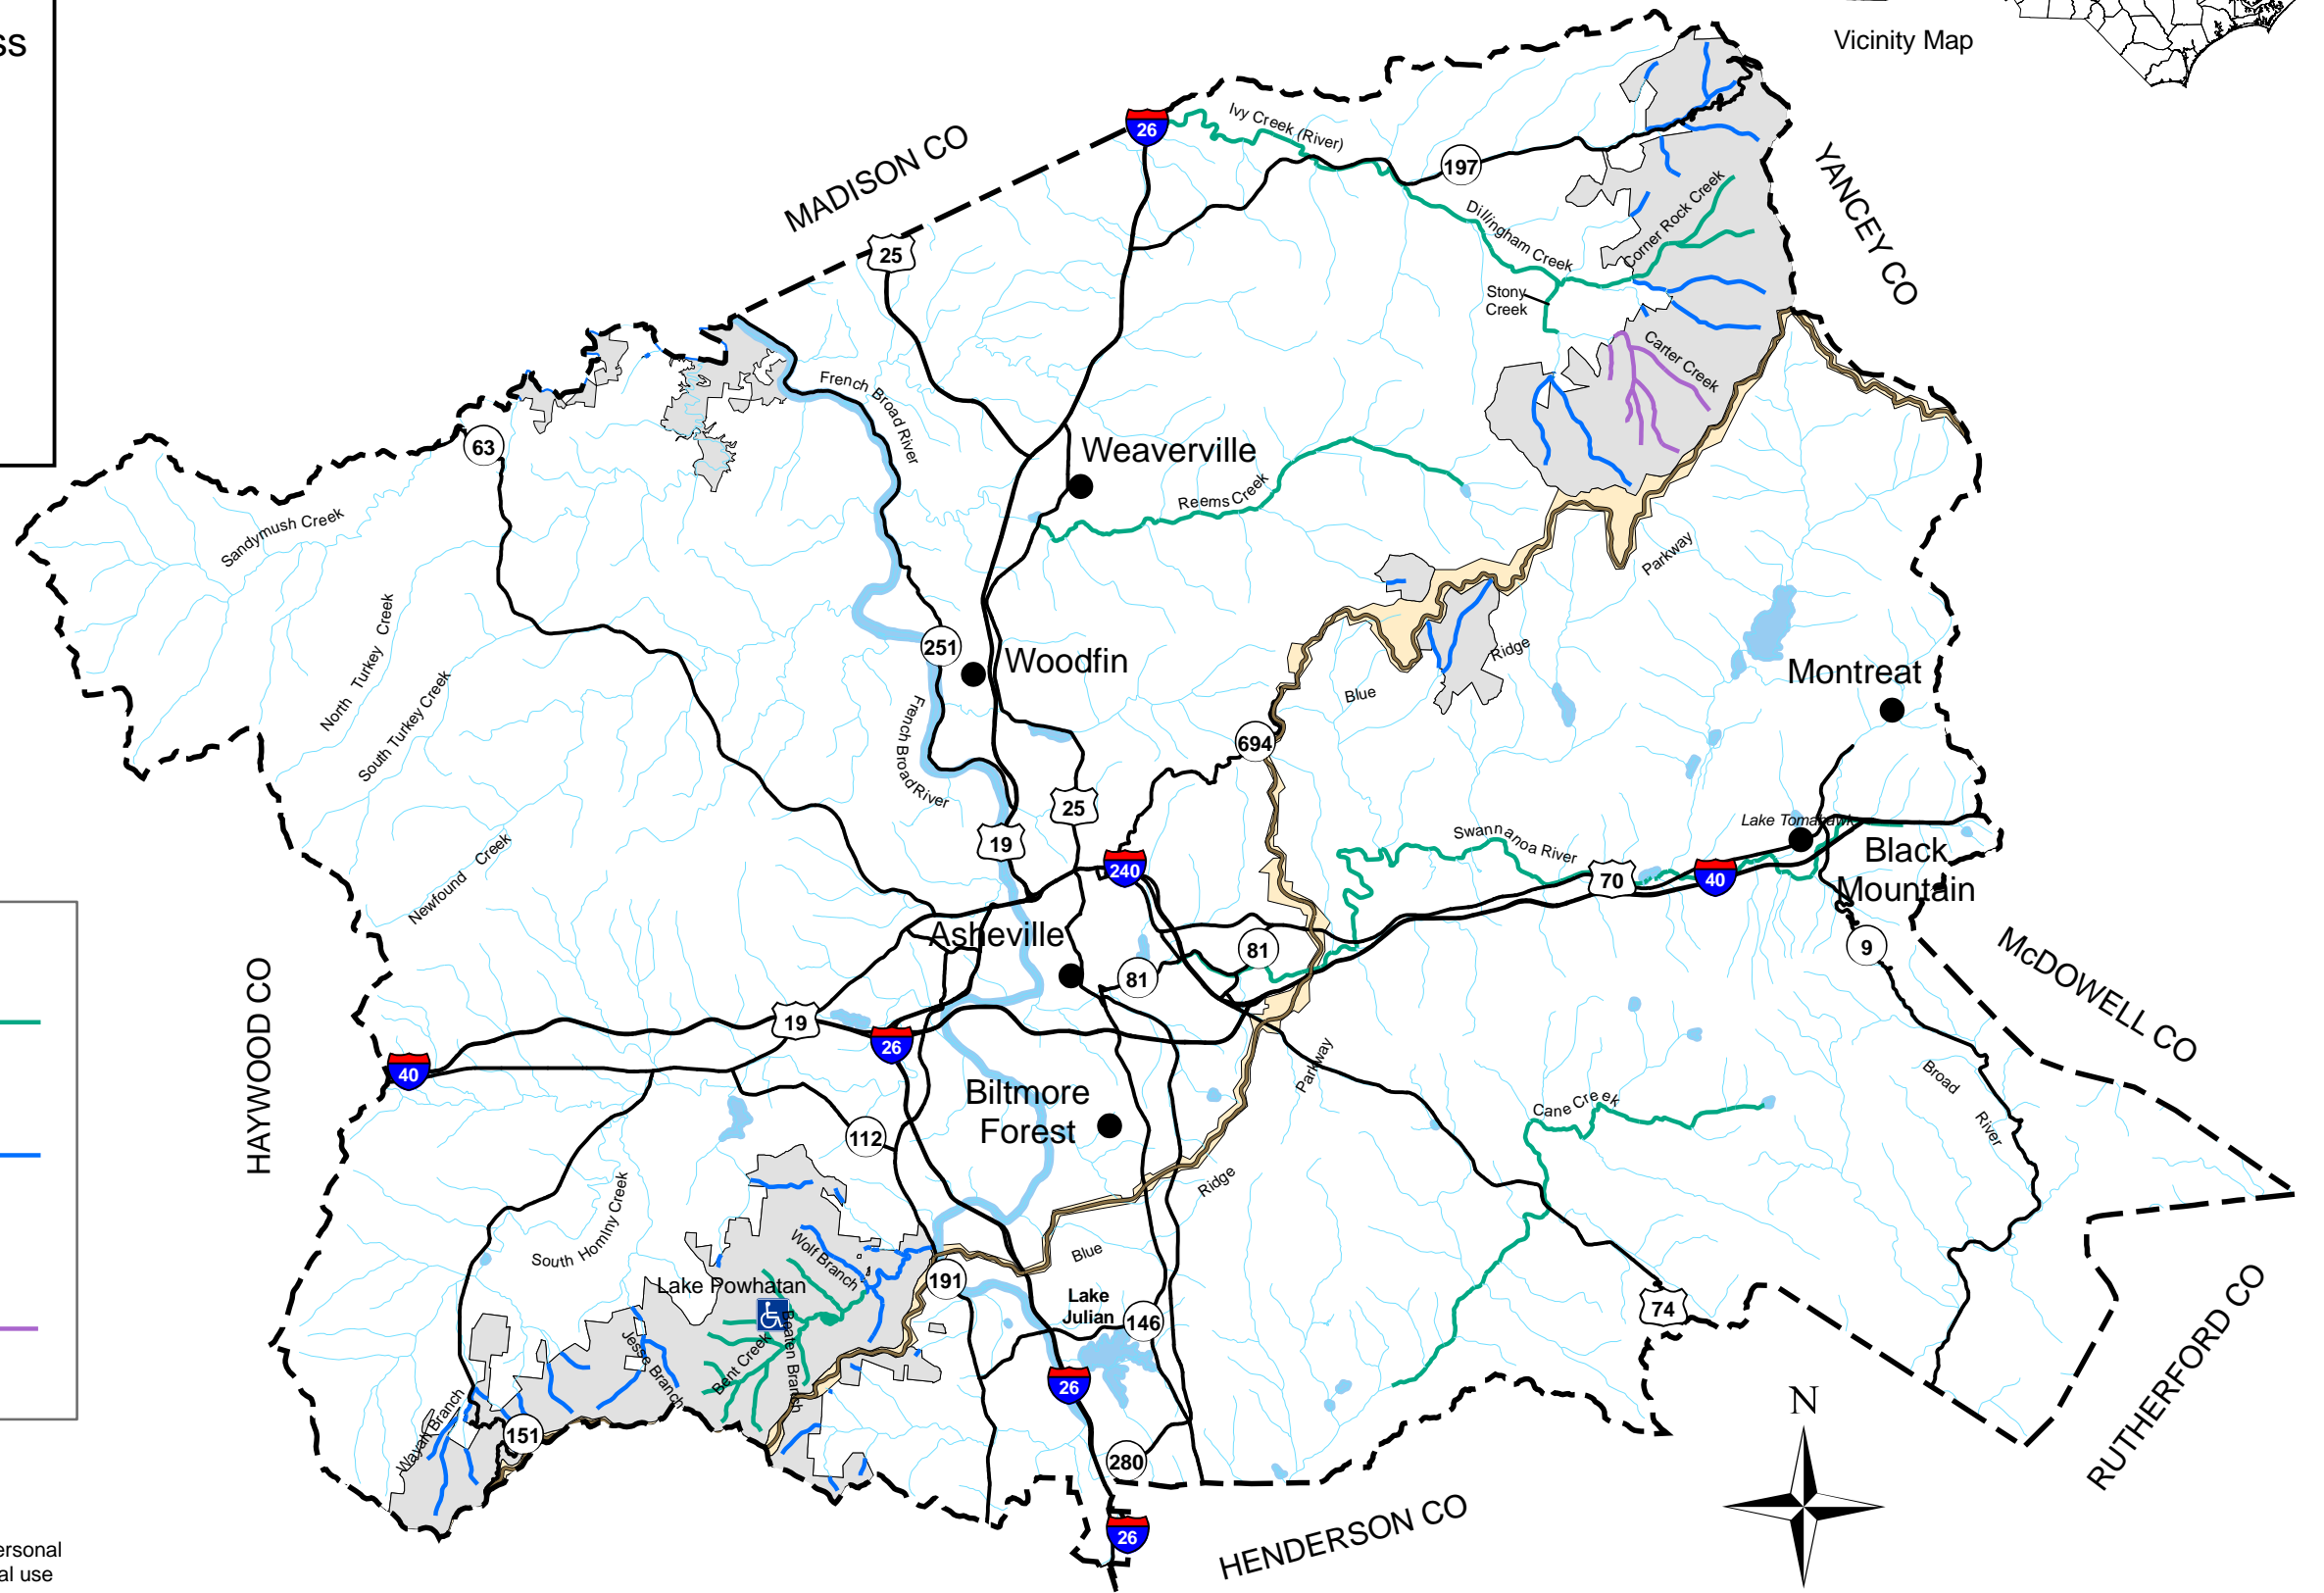 ss
Vicinity Map
26
Ivy Creek (River)
197
MADISON CO
YANCEY CO
25
Dillingham Creek
Corner Rock Creek
Stony
Creek
Carter Creek
French Broad River
63
Weaverville
Reems Creek
Sandymush Creek
Parkway
North Turkey Creek
251
Woodfin
Ridge
Blue
Montreat
South Turkey Creek
French Broad River
694
25
19
Lake Tomahawk
Swannanoa River
Newfound Creek
240
70
40
Black
Mountain
Asheville
81
81
9
McDOWELL CO
HAYWOOD CO
19
26
40
Parkway
Biltmore
Forest
Cane Creek
Broad River
112
South Hominy Creek
Ridge
Wolf Branch
Blue
191
Lake Powhatan
Lake
Julian
146
74
Beaten Branch
Bent Creek
Jesse Branch
26
Wayah Branch
151
280
N
RUTHERFORD CO
26
HENDERSON CO
ersonal
al use